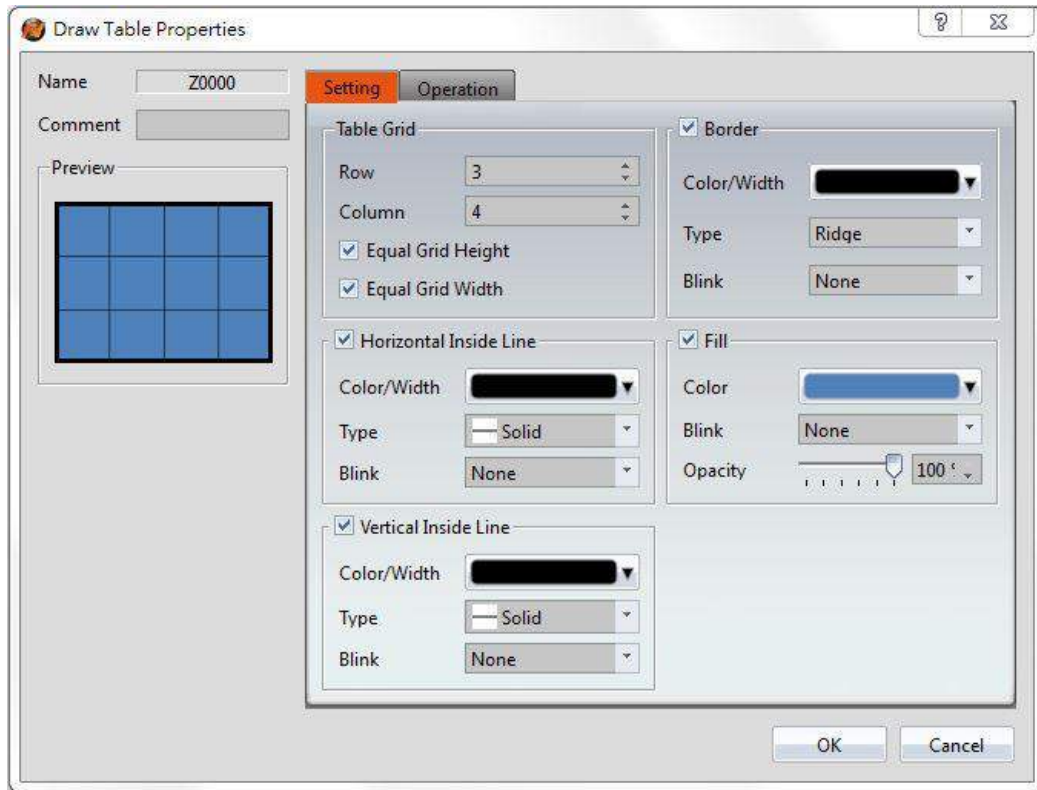 Draw Table Properties
Name Z0000
Comment
Preview
Setting Operation
Table Grid
Row 3
Column 4
Equal Grid Height
Equal Grid Width
Border
Color/Width
Type Ridge
Blink None
Horizontal Inside Line
Color/Width
Type Solid
Blink None
Fill
Color
Blink None
Opacity 100
Vertical Inside Line
Color/Width
Type Solid
Blink None
OK Cancel